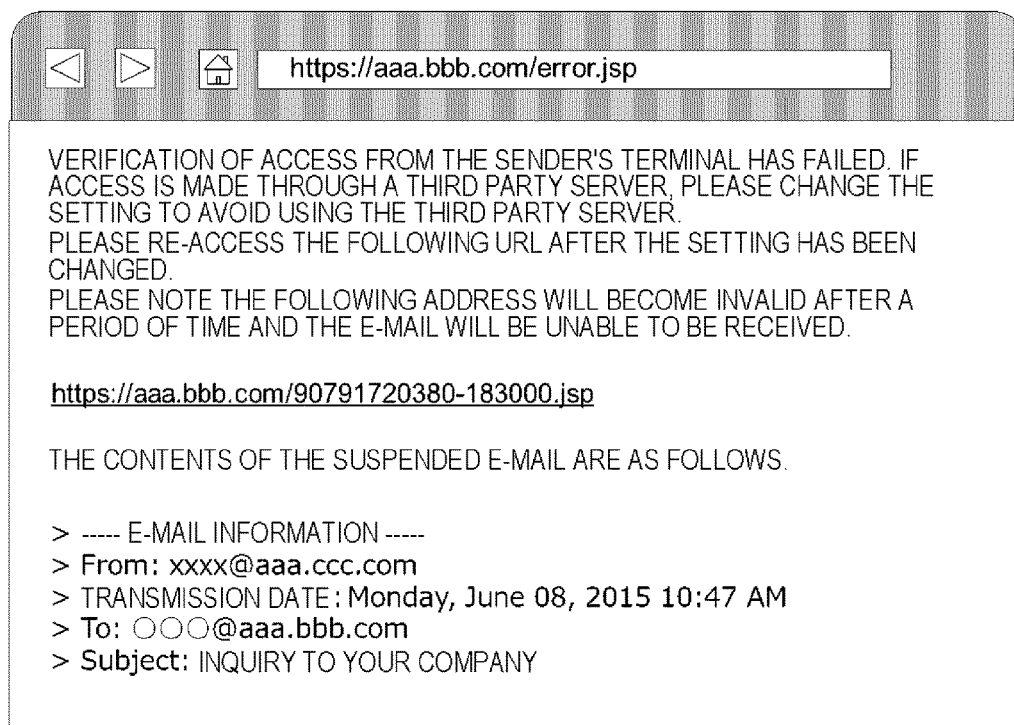 https://aaa.bbb.com/error.jsp
VERIFICATION OF ACCESS FROM THE SENDER'S TERMINAL HAS FAILED. IF
ACCESS IS MADE THROUGH A THIRD PARTY SERVER, PLEASE CHANGE THE
SETTING TO AVOID USING THE THIRD PARTY SERVER.
PLEASE RE-ACCESS THE FOLLOWING URL AFTER THE SETTING HAS BEEN
CHANGED.
PLEASE NOTE THE FOLLOWING ADDRESS WILL BECOME INVALID AFTER A
PERIOD OF TIME AND THE E-MAIL WILL BE UNABLE TO BE RECEIVED.
https://aaa.bbb.com/90791720380-183000.jsp
THE CONTENTS OF THE SUSPENDED E-MAIL ARE AS FOLLOWS.
> ----- E-MAIL INFORMATION -----
> From: xxxx@aaa.ccc.com
> TRANSMISSION DATE: Monday, June 08, 2015 10:47 AM
> To: ○○○@aaa.bbb.com
> Subject: INQUIRY TO YOUR COMPANY